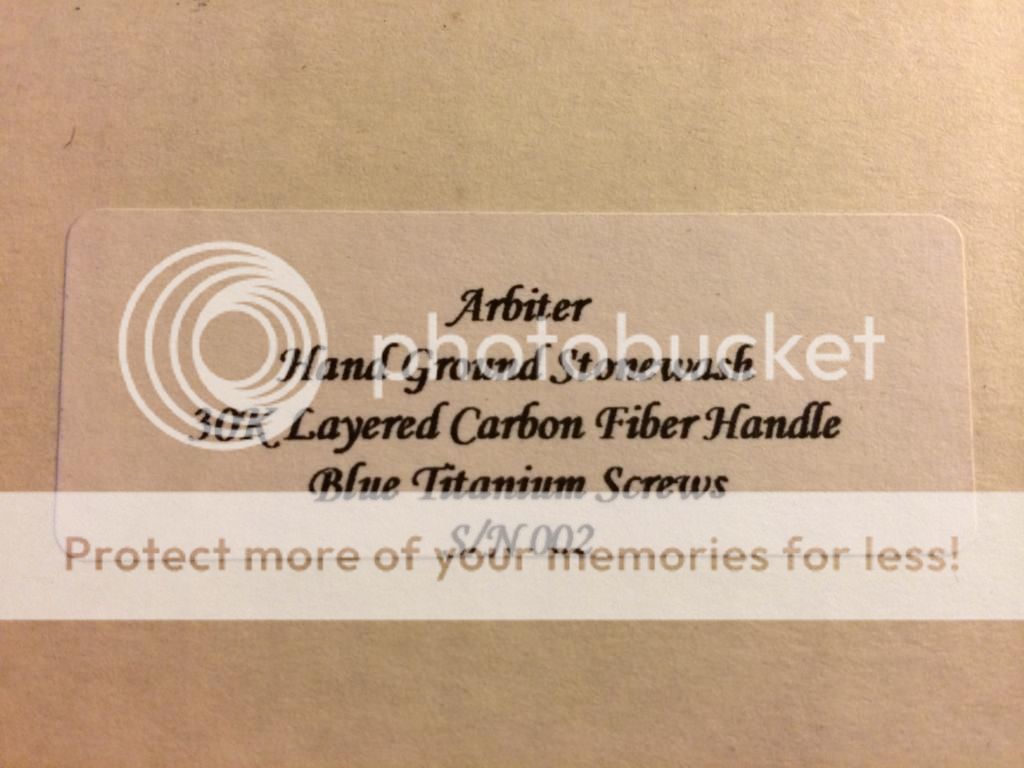 Arbiter
photobucket
Hand Ground Stonewash
30K Layered Carbon Fiber Handle
Blue Titanium Screws
S/N 002
Protect more of your memories for less!